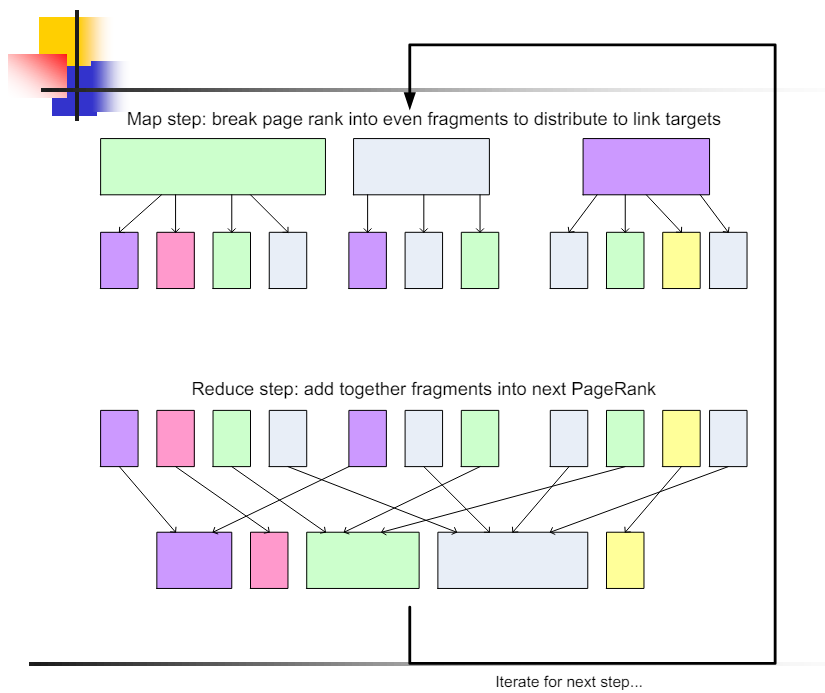 Map step: break page rank into even fragments to distribute to link targets
Reduce step: add together fragments into next PageRank
Iterate for next step...